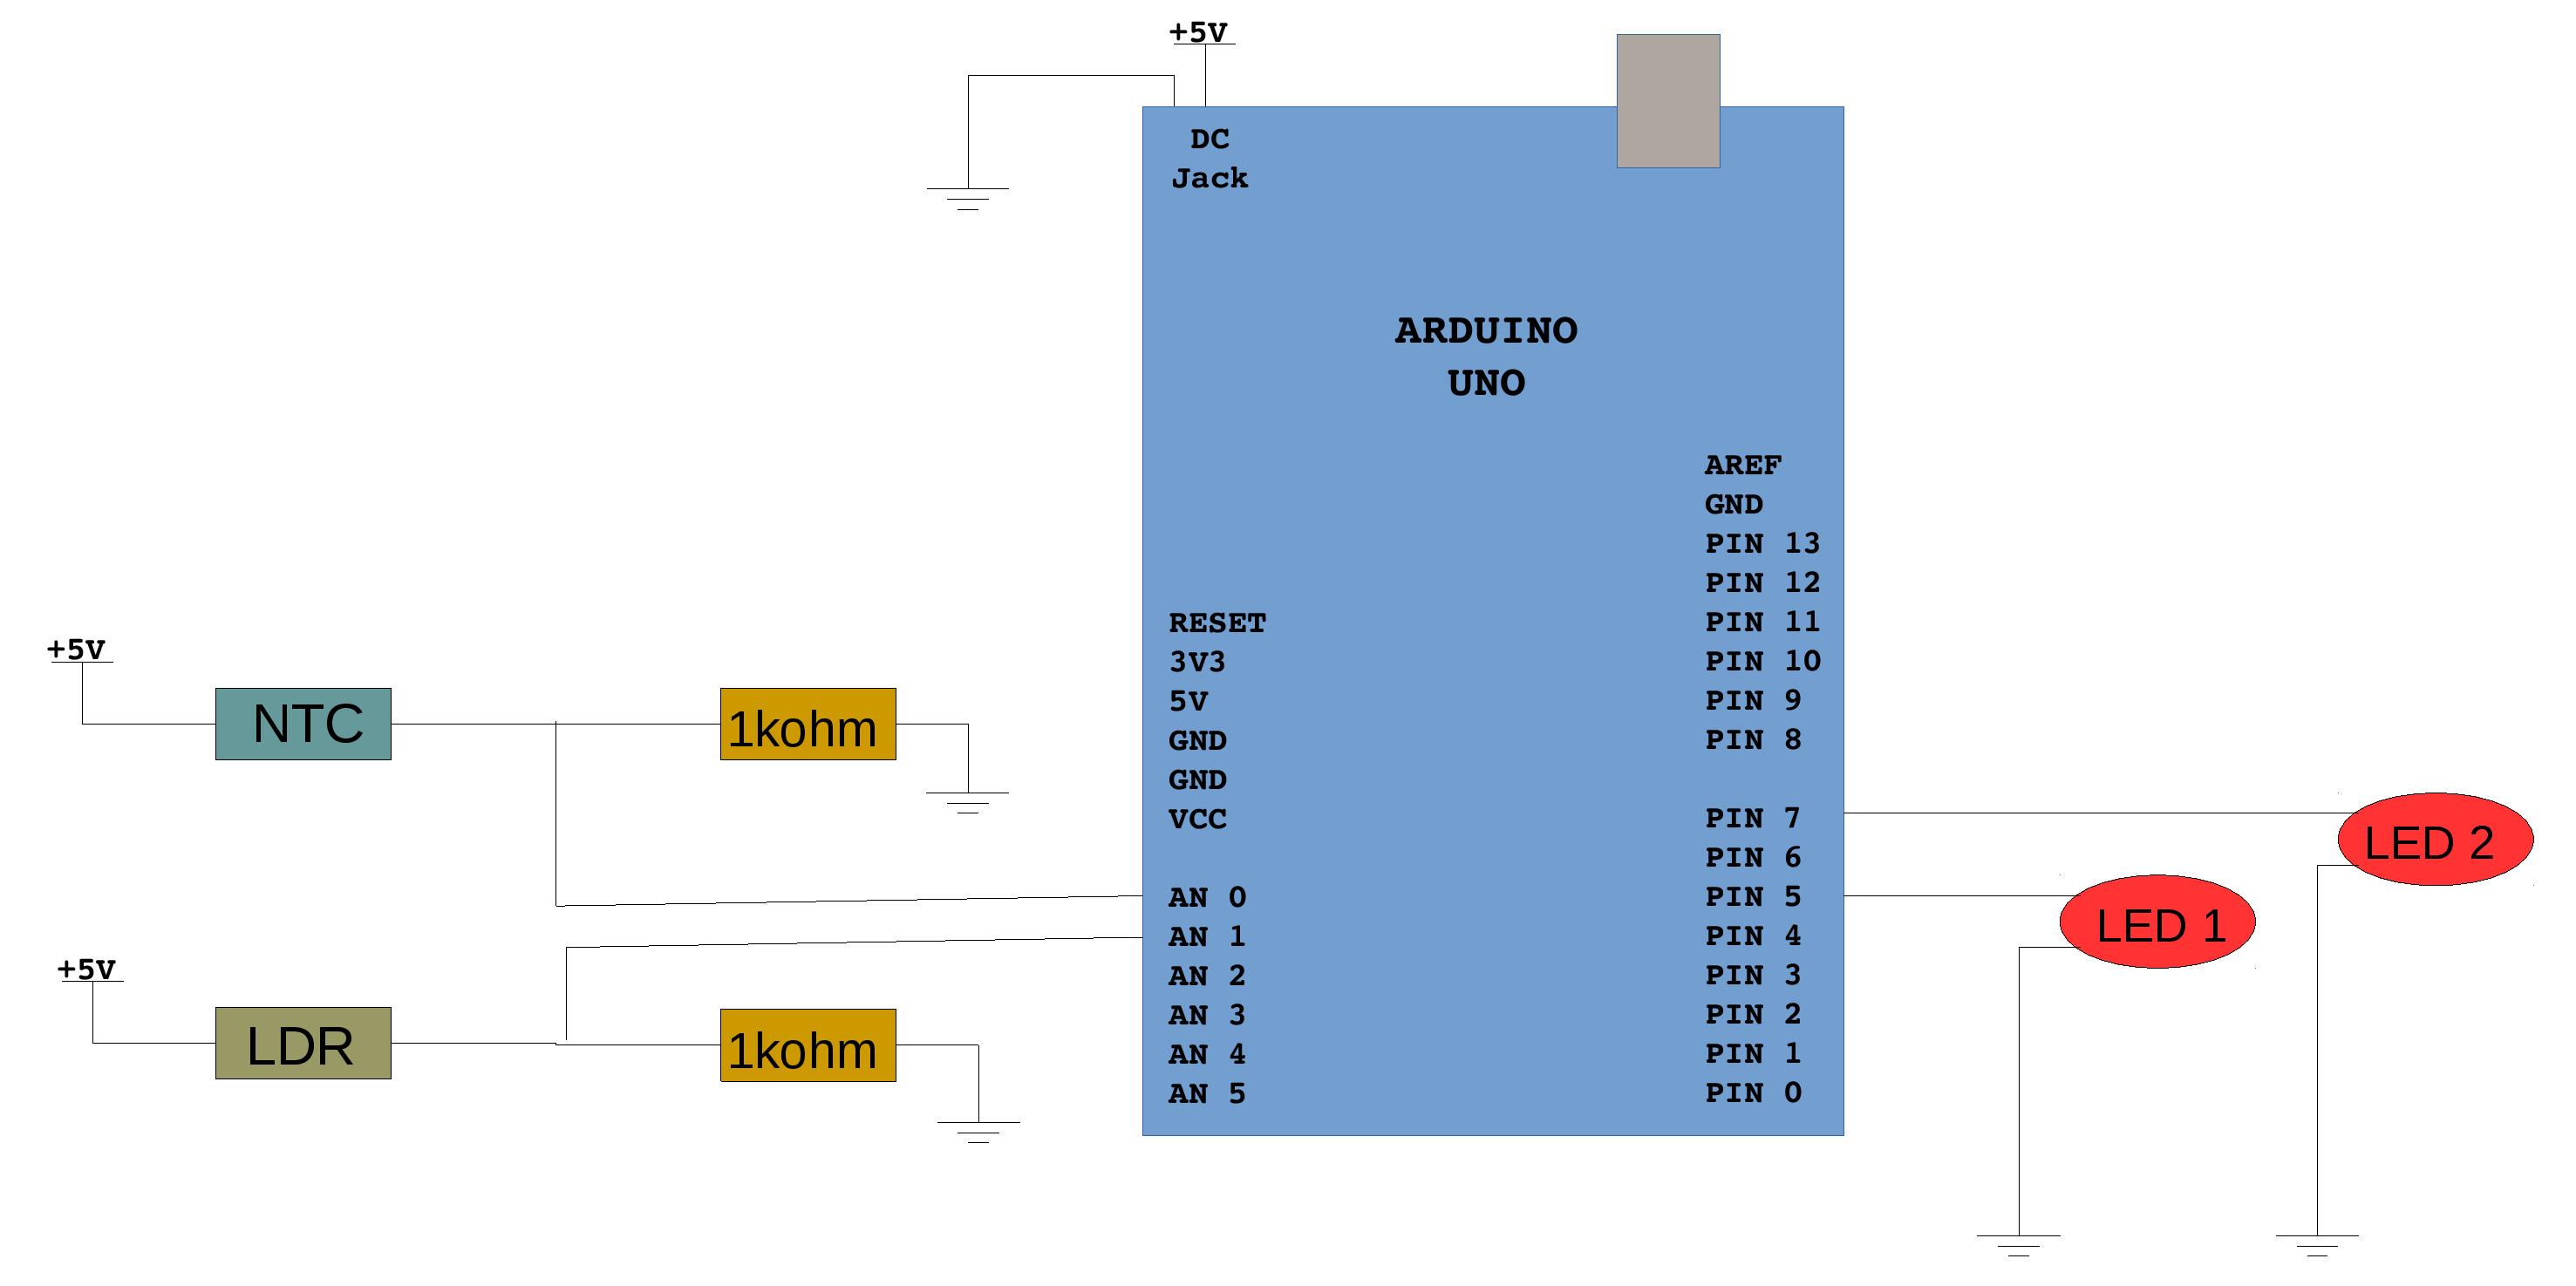 +5V
DC
Jack
ARDUINO
UNO
AREF
GND
PIN 13
PIN 12
PIN 11
PIN 10
PIN 9
PIN 8
PIN 7
PIN 6
PIN 5
PIN 4
PIN 3
PIN 2
PIN 1
PIN 0
RESET
3V3
5V
GND
GND
VCC
AN 0
AN 1
AN 2
AN 3
AN 4
AN 5
+5V
NTC
1kohm
+5V
LDR
1kohm
LED 2
LED 1